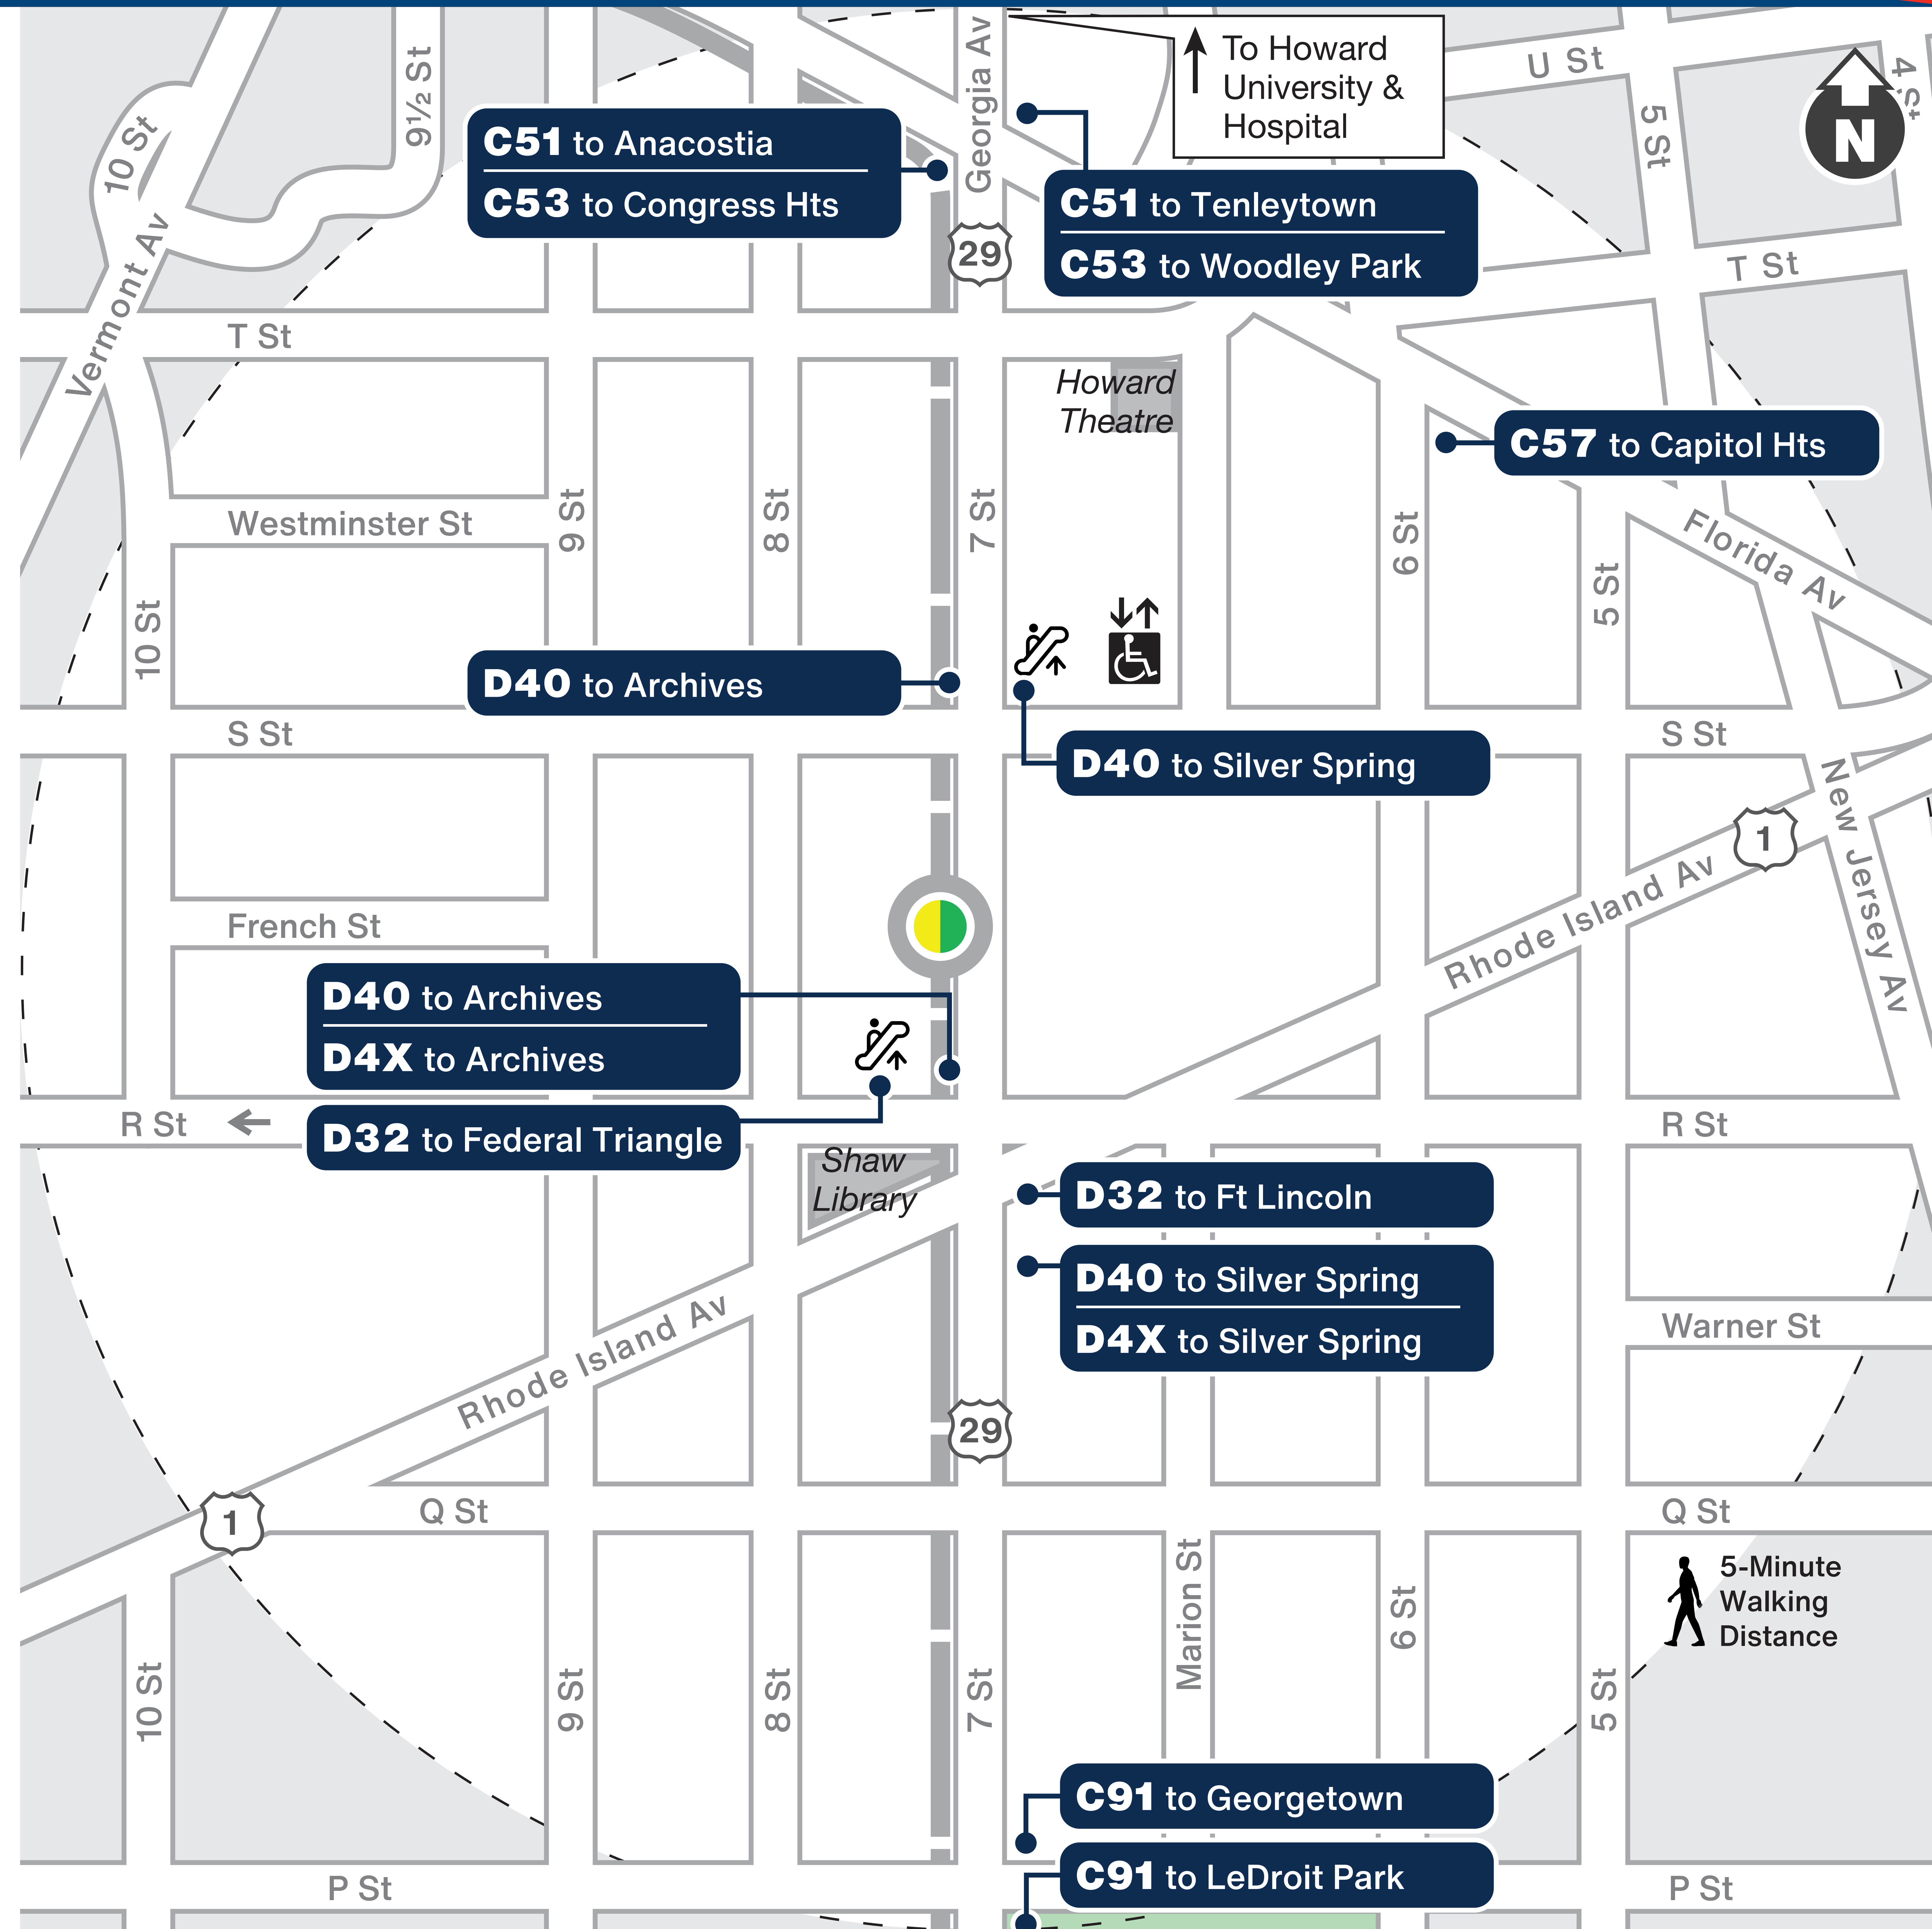 To Howard
University &
Hospital
U St
4 St
N
9½ St
10 St
Georgia Av
5 St
C51 to Anacostia
C53 to Congress Hts
C51 to Tenleytown
C53 to Woodley Park
29
T St
Vermont Av
T St
Howard
Theatre
C57 to Capitol Hts
Westminster St
9 St
8 St
7 St
6 St
5 St
Florida Av
10 St
D40 to Archives
S St
S St
D40 to Silver Spring
New Jersey Av
1
Rhode Island Av
French St
D40 to Archives
D4X to Archives
R St
D32 to Federal Triangle
R St
Shaw
Library
D32 to Ft Lincoln
D40 to Silver Spring
D4X to Silver Spring
Warner St
Rhode Island Av
29
1
Q St
Q St
5-Minute
Walking
Distance
10 St
9 St
8 St
7 St
Marion St
6 St
5 St
C91 to Georgetown
C91 to LeDroit Park
P St
P St